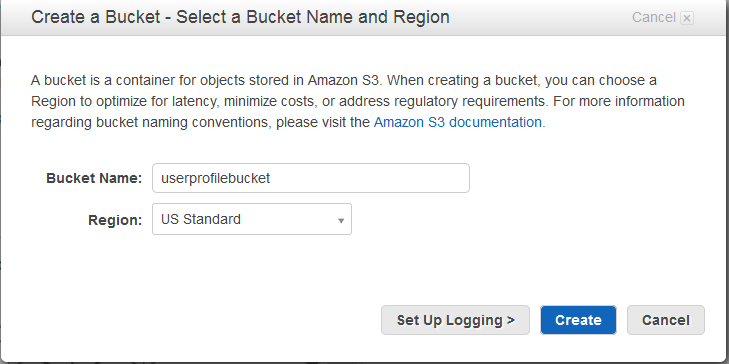 Create a Bucket - Select a Bucket Name and Region
Cancel
A bucket is a container for objects stored in Amazon S3. When creating a bucket, you can choose a
Region to optimize for latency, minimize costs, or address regulatory requirements. For more information
regarding bucket naming conventions, please visit the Amazon S3 documentation.
Bucket Name: userprofilebucket
Region: US Standard
Set Up Logging > Create Cancel